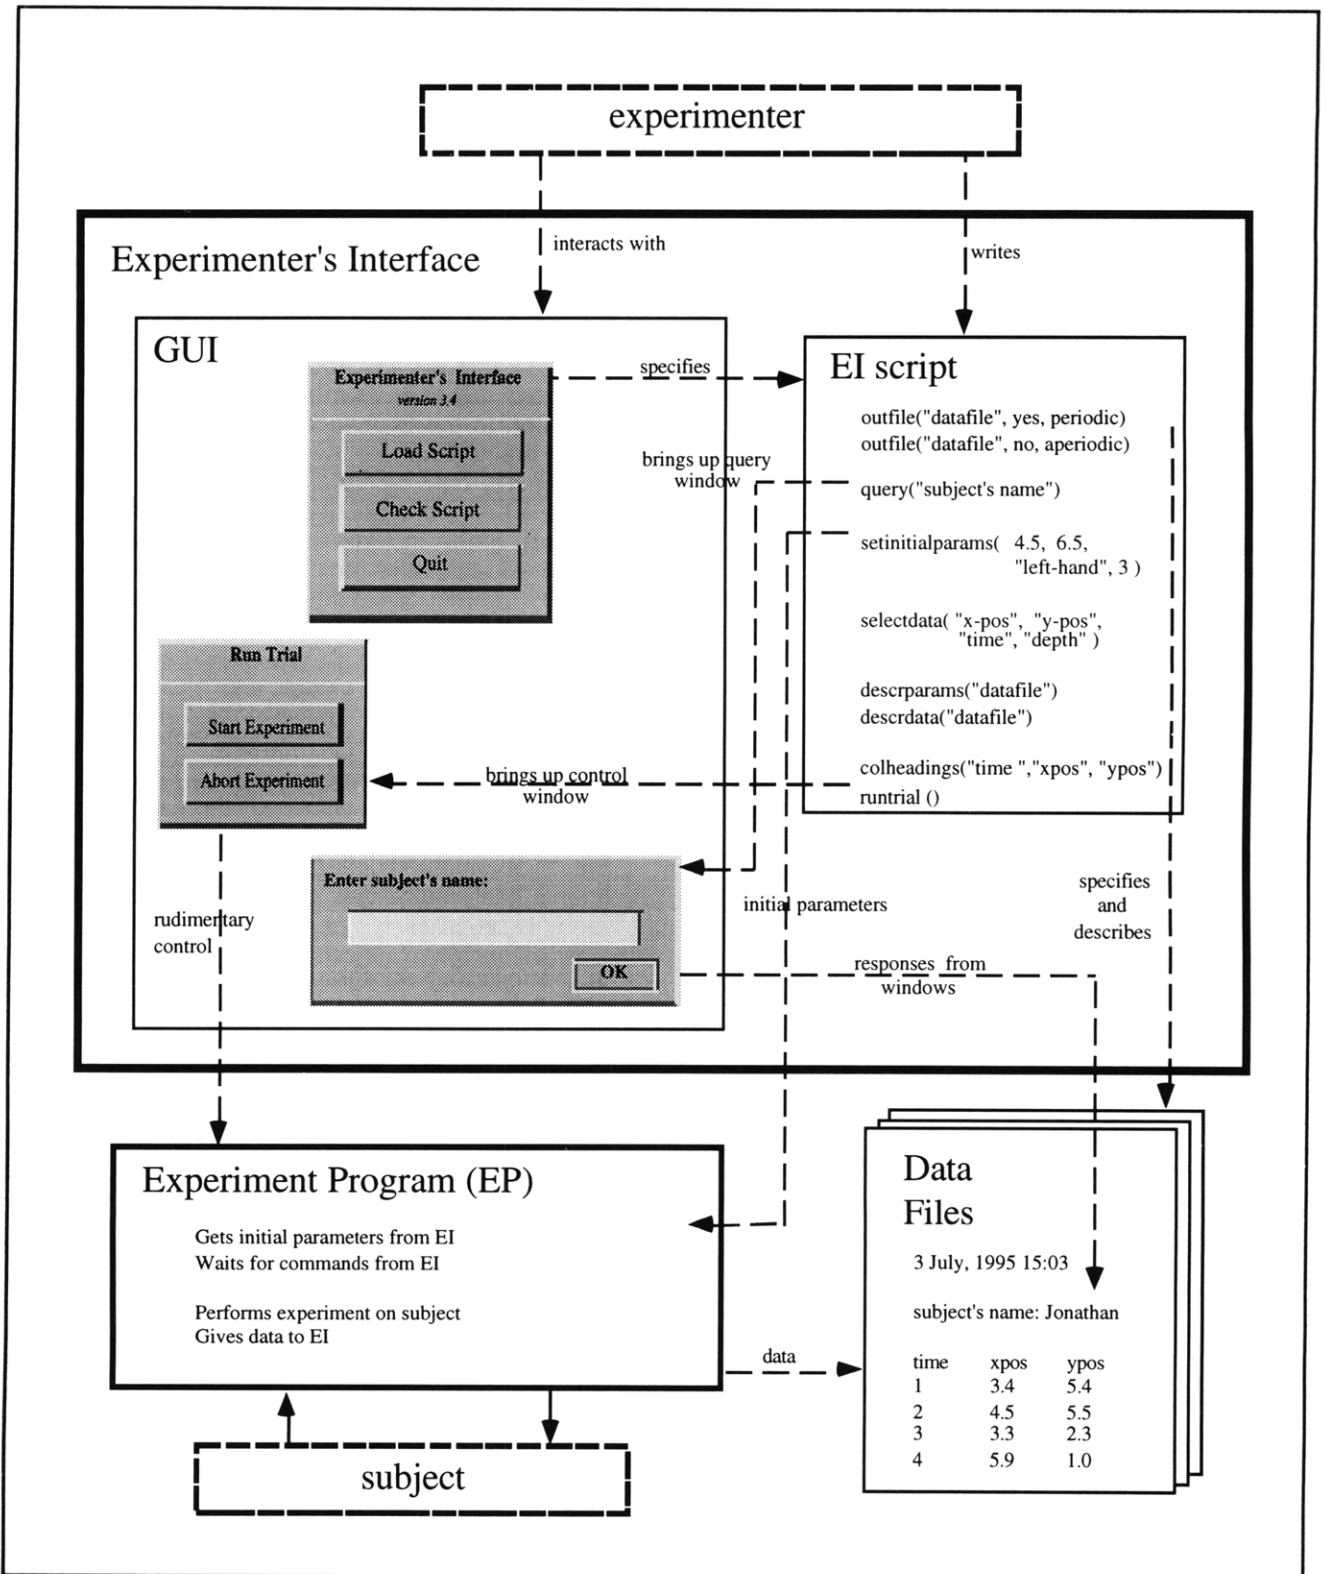 experimenter
interacts with
writes
Experimenter's Interface
GUI
Experimenter's Interface
version 3.4
Load Script
Check Script
Quit
specifies
EI script
outfile("datafile", yes, periodic)
outfile("datafile", no, aperiodic)
query("subject's name")
setinitialparams( 4.5, 6.5,
"left-hand", 3 )
selectdata( "x-pos", "y-pos",
"time", "depth" )
descrparams("datafile")
descrdata("datafile")
colheadings("time ","xpos", "ypos")
runtrial ()
brings up query
window
Run Trial
Start Experiment
Abort Experiment
brings up control
window
Enter subject's name:
OK
rudimentary
control
initial parameters
responses from
windows
specifies
and
describes
Experiment Program (EP)
Gets initial parameters from EI
Waits for commands from EI
Performs experiment on subject
Gives data to EI
data
Data
Files
3 July, 1995 15:03
subject's name: Jonathan
time xpos ypos
1 3.4 5.4
2 4.5 5.5
3 3.3 2.3
4 5.9 1.0
subject